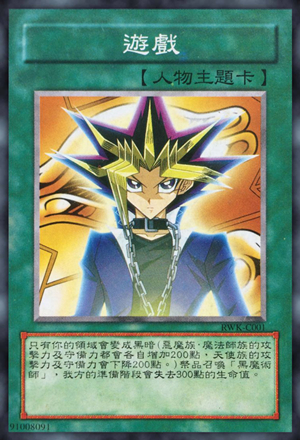 遊戲
【人物主題卡】
RWK-C001
只有你的領域會變成黑暗(惡魔族·魔法師族的攻
擊力及守備力都會各自增加200點，天使族的攻
擊力及守備力會下降200點。)祭品召喚「黑魔術
師」，我方的準備階段會失去300點的生命值。
91008091